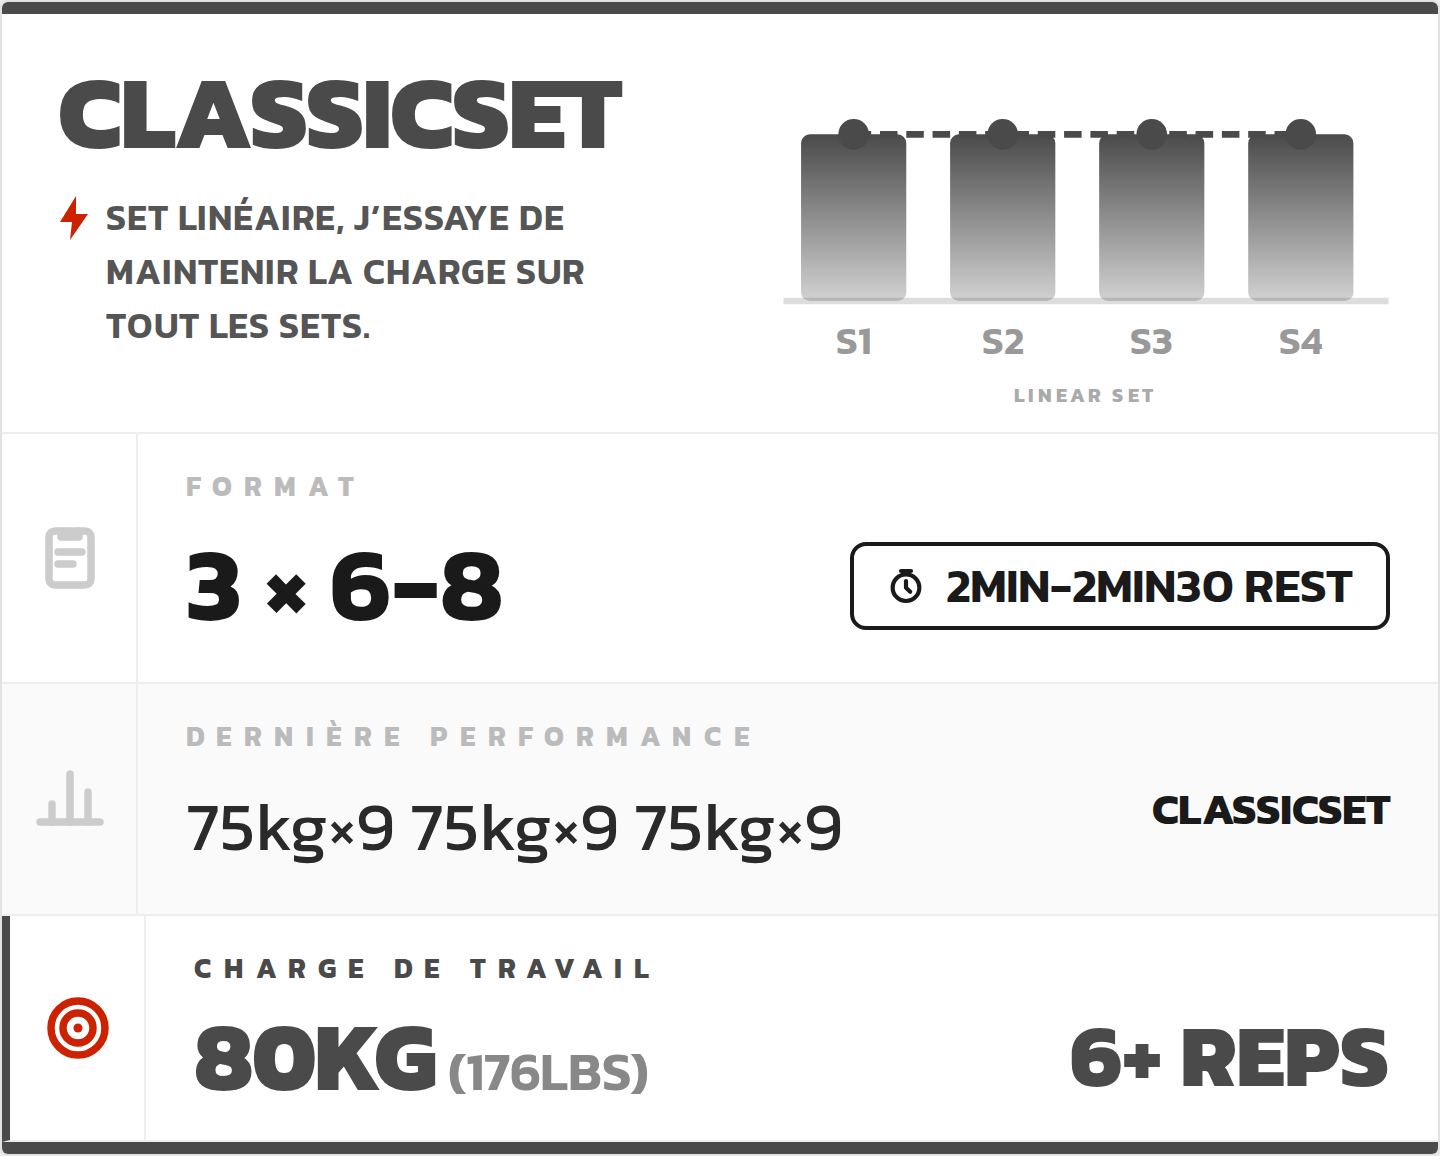 CLASSICSET
SET LINÉAIRE, J’ESSAYE DE
MAINTENIR LA CHARGE SUR
TOUT LES SETS.
S1 S2 S3 S4
LINEAR SET
FORMAT
3 × 6–8
2MIN–2MIN30 REST
DERNIÈRE PERFORMANCE
75kg×9 75kg×9 75kg×9
CLASSICSET
CHARGE DE TRAVAIL
80KG (176LBS)
6+ REPS